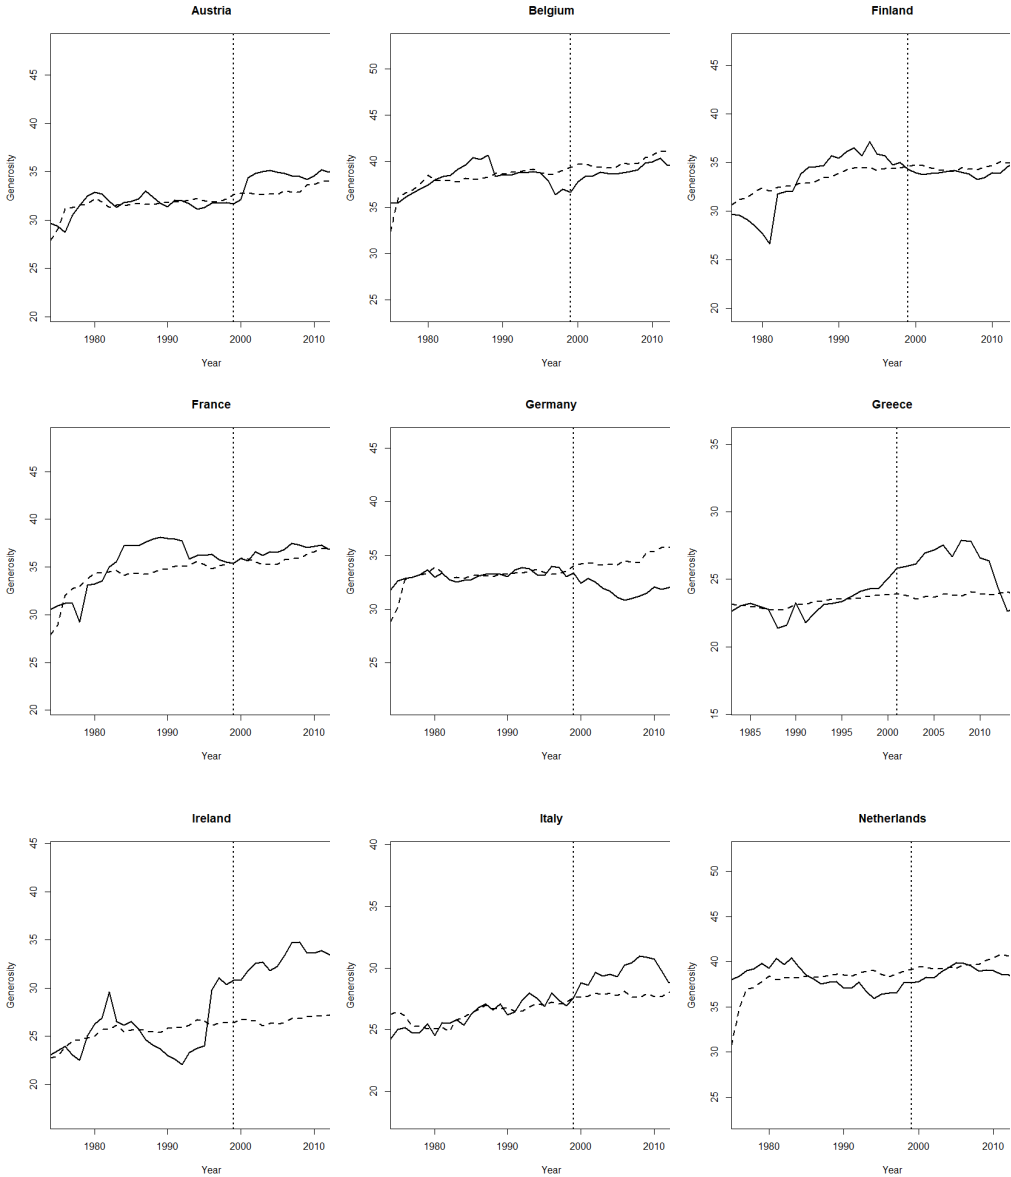 Austria
Belgium
Finland
Generosity
20 25 30 35 40 45
1980 1990 2000 2010
Year
Generosity
25 30 35 40 45 50
1980 1990 2000 2010
Year
Generosity
20 25 30 35 40 45
1980 1990 2000 2010
Year
France
Germany
Greece
Generosity
20 25 30 35 40 45
1980 1990 2000 2010
Year
Generosity
25 30 35 40 45
1980 1990 2000 2010
Year
Generosity
15 20 25 30 35
1985 1990 1995 2000 2005 2010
Year
Ireland
Italy
Netherlands
Generosity
20 25 30 35 40 45
1980 1990 2000 2010
Year
Generosity
20 25 30 35 40
1980 1990 2000 2010
Year
Generosity
25 30 35 40 45 50
1980 1990 2000 2010
Year